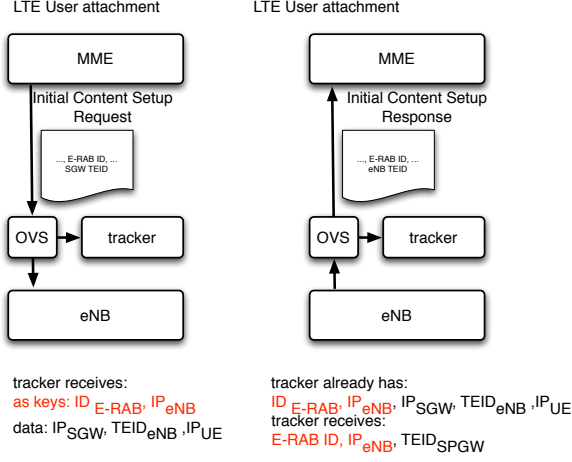 LTE User attachment
MME
Initial Content Setup
Request
..., E-RAB ID, ...
SGW TEID
OVS
tracker
eNB
tracker receives:
as keys: ID E-RAB, IP eNB
data: IP SGW, TEID eNB ,IP UE
LTE User attachment
MME
Initial Content Setup
Response
..., E-RAB ID, ...
eNB TEID
OVS
tracker
eNB
tracker already has:
ID E-RAB, IP eNB, IP SGW, TEID eNB ,IP UE
tracker receives:
E-RAB ID, IP eNB, TEID SPGW